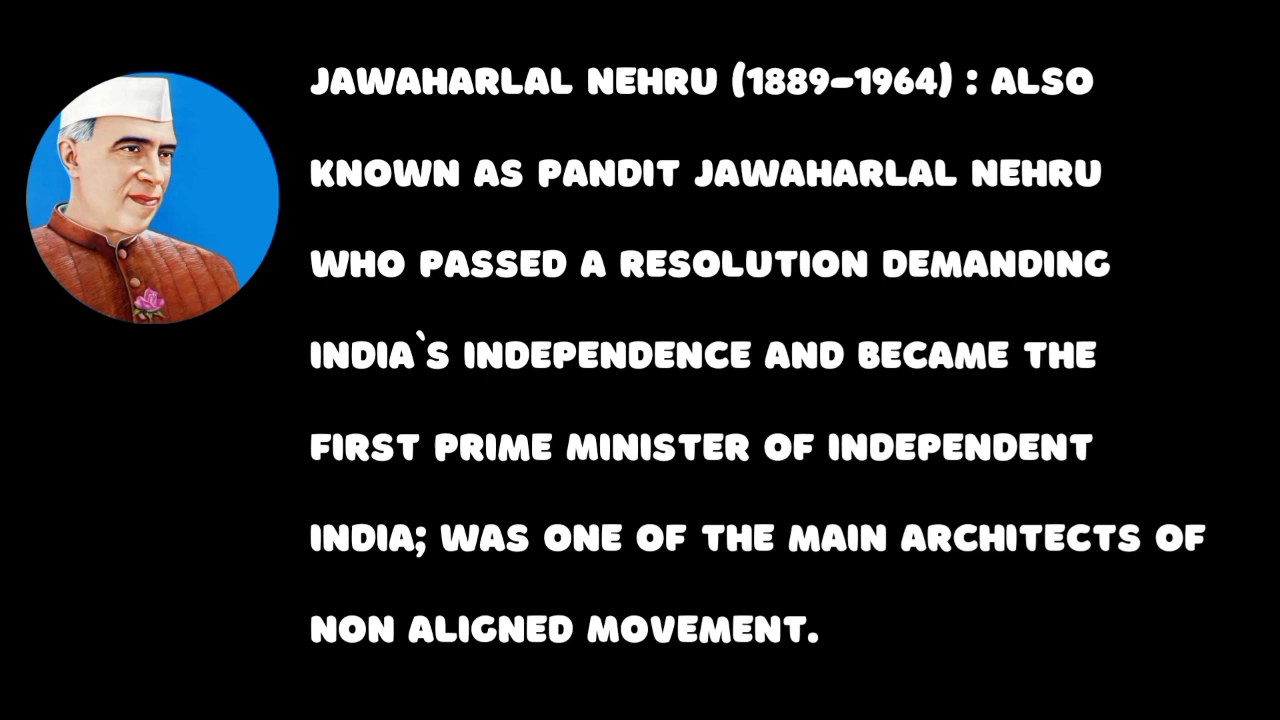 JAWAHARLAL NEHRU (1889–1964) : ALSO
KNOWN AS PANDIT JAWAHARLAL NEHRU
WHO PASSED A RESOLUTION DEMANDING
INDIA`S INDEPENDENCE AND BECAME THE
FIRST PRIME MINISTER OF INDEPENDENT
INDIA; WAS ONE OF THE MAIN ARCHITECTS OF
NON ALIGNED MOVEMENT.